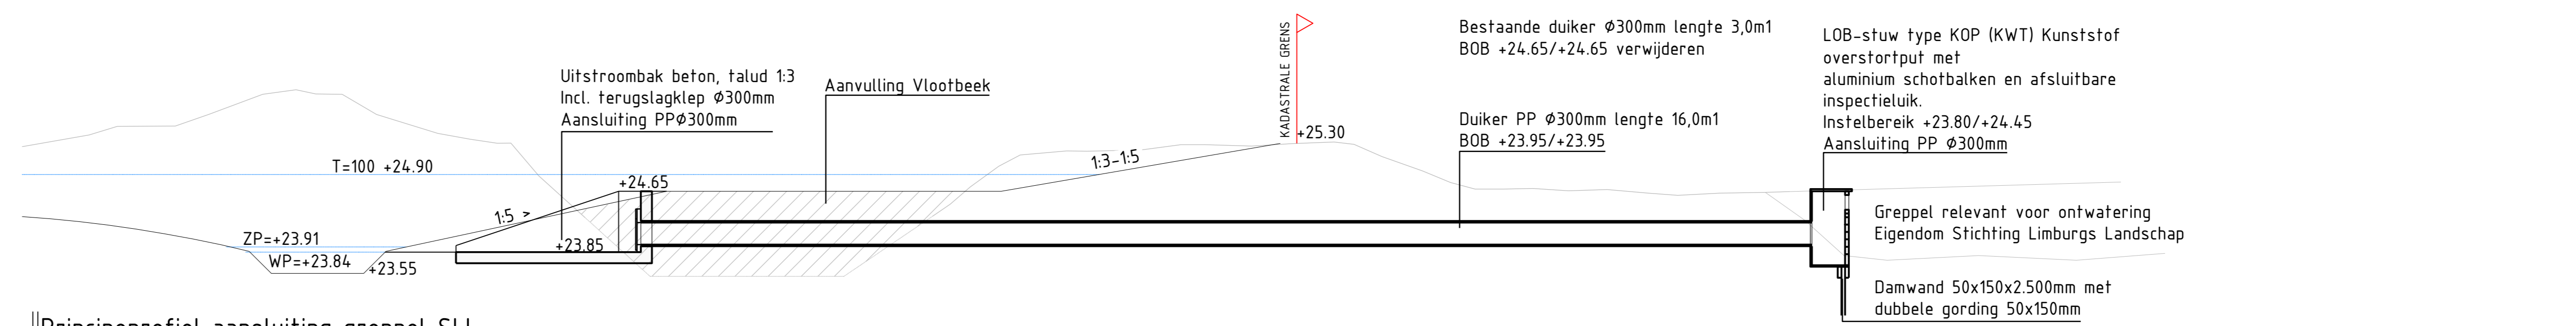 Bestaande duiker Ø300mm lengte 3,0m1
BOB +24.65/+24.65 verwijderen
LOB-stuw type KOP (KWT) Kunststof
overstortput met
aluminium schotbalken en afsluitbare
inspectieluik.
Instelbereik +23.80/+24.45
Aansluiting PP Ø300mm
Uitstroombak beton, talud 1:3
Incl. terugslagklep Ø300mm
Aansluiting PPØ300mm
Aanvulling Vlootbeek
KADASTRALE GRENS
+25.30
Duiker PP Ø300mm lengte 16,0m1
BOB +23.95/+23.95
T=100 +24.90
1:3-1:5
+24.65
1:5 >
ZP=+23.91
+23.85
WP=+23.84
+23.55
Greppel relevant voor ontwatering
Eigendom Stichting Limburgs Landschap
Damwand 50x150x2.500mm met
dubbele gording 50x150mm
Principeprofiel aansluiting greppel SLL